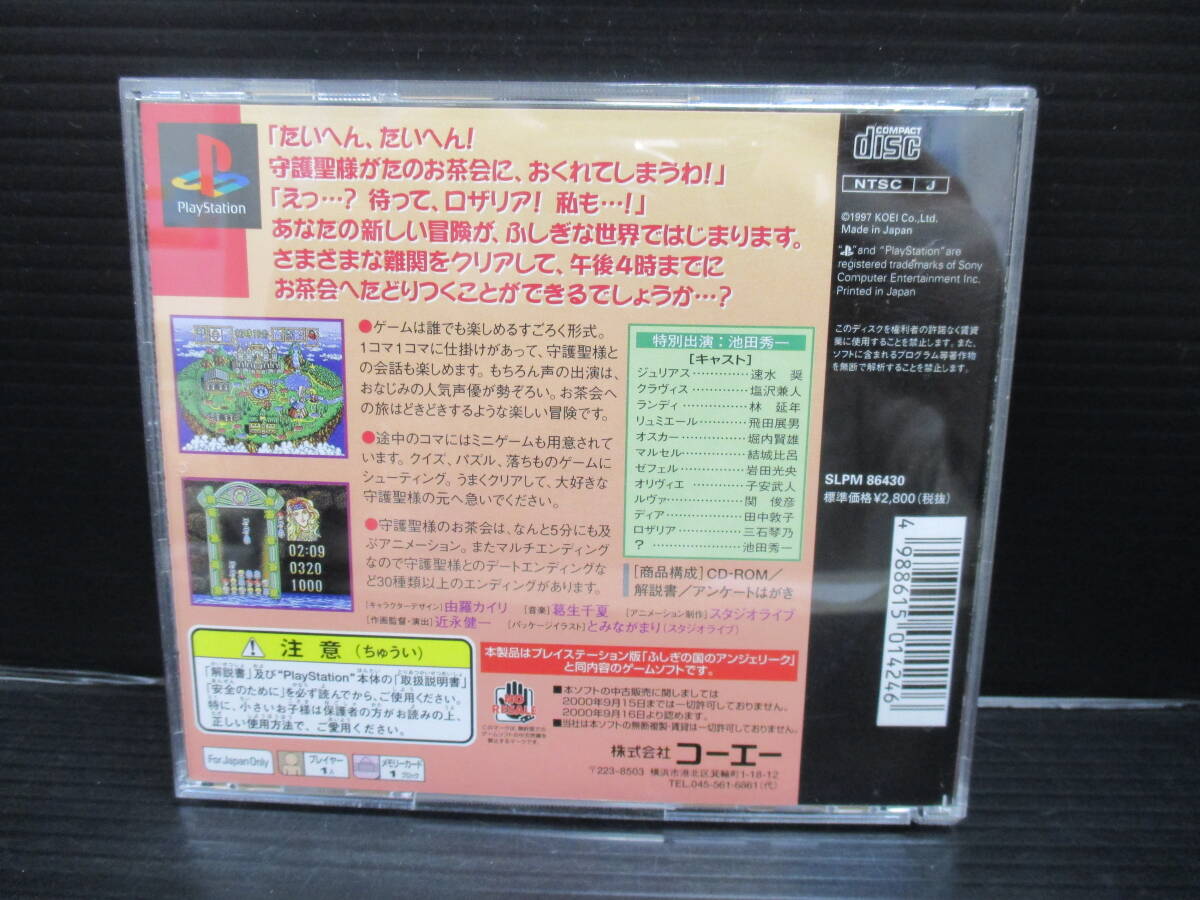 PlayStation
「たいへん、たいへん!
守護聖様がたのお茶会に、おくれてしまうわ!」
「えっ…? 待って、ロザリア! 私も…!」
あなたの新しい冒険が、ふしぎな世界ではじまります。
さまざまな難関をクリアして、午後4時までに
お茶会へたどりつくことができるでしょうか…?
●ゲームは誰でも楽しめるすごろく形式。
1コマ1コマに仕掛けがあって、守護聖様と
の会話も楽しめます。もちろん声の出演は、
おなじみの人気声優が勢ぞろい。お茶会へ
の旅はどきどきするような楽しい冒険です。
●途中のコマにはミニゲームも用意されて
います。クイズ、パズル、落ちものゲームに
シューティング。うまくクリアして、大好きな
守護聖様の元へ急いでください。
●守護聖様のお茶会は、なんと5分にも及
ぶアニメーション。またマルチエンディング
なので守護聖様とのデートエンディングな
ど30種類以上のエンディングがあります。
02:09
0320
1000
特別出演:池田秀一
[キャスト]
ジュリアス…………速水 奨
クラヴィス…………塩沢兼人
ランディ…………林 延年
リュミエール…………飛田展男
オスカー…………堀内賢雄
マルセル…………結城比呂
ゼフェル…………岩田光央
オリヴィエ…………子安武人
ルヴァ…………関 俊彦
ディア…………田中敦子
ロザリア…………三石琴乃
?…………池田秀一
[商品構成]CD-ROM/
解説書/アンケートはがき
[キャラクターデザイン]由羅カイリ [音楽]葛生千夏 [アニメーション制作]スタジオライブ
[作画監督・演出]近永健一 [パッケージイラスト]とみながまり(スタジオライブ)
注意(ちゅうい)
「解説書」及び“PlayStation”本体の「取扱説明書」
「安全のために」を必ず読んでから、ご使用ください。
特に、小さいお子様は保護者の方がお読みの上、
正しい使用方法で、ご愛用ください。
For Japan Only
プレイヤー
1人
メモリーカード
1ブロック
本製品はプレイステーション版「ふしぎの国のアンジェリーク」
と同内容のゲームソフトです。
NO
RESALE
■本ソフトの中古販売に関しましては
2000年9月15日までは一切許可しておりません。
2000年9月16日より認めます。
■当社は本ソフトの無断複製・賃貸は一切許可しておりません。
株式会社コーエー
〒223-8503 横浜市港北区箕輪町1-18-12
TEL.045-561-6861(代)
COMPACT
disc
NTSC J
©1997 KOEI Co.,Ltd.
Made in Japan
“ ”and “PlayStation”are
registered trademarks of Sony
Computer Entertainment Inc.
Printed in Japan
このディスクを権利者の許諾なく賃貸
業に使用することを禁止します。また、
ソフトに含まれるプログラム等著作物
を無断で解析することも禁止します。
SLPM 86430
標準価格¥2,800(税抜)
4 988615 014246